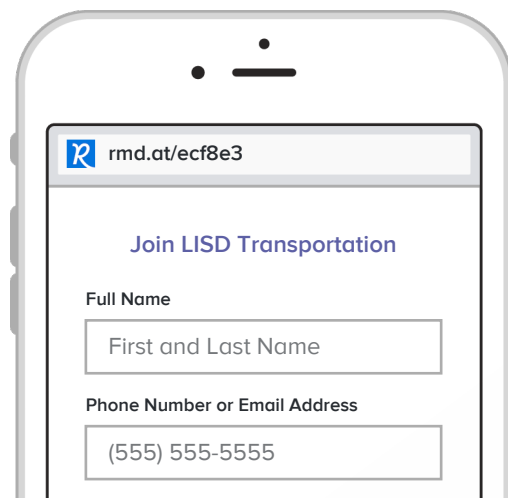 rmd.at/ecf8e3
Join LISD Transportation
Full Name
First and Last Name
Phone Number or Email Address
(555) 555-5555